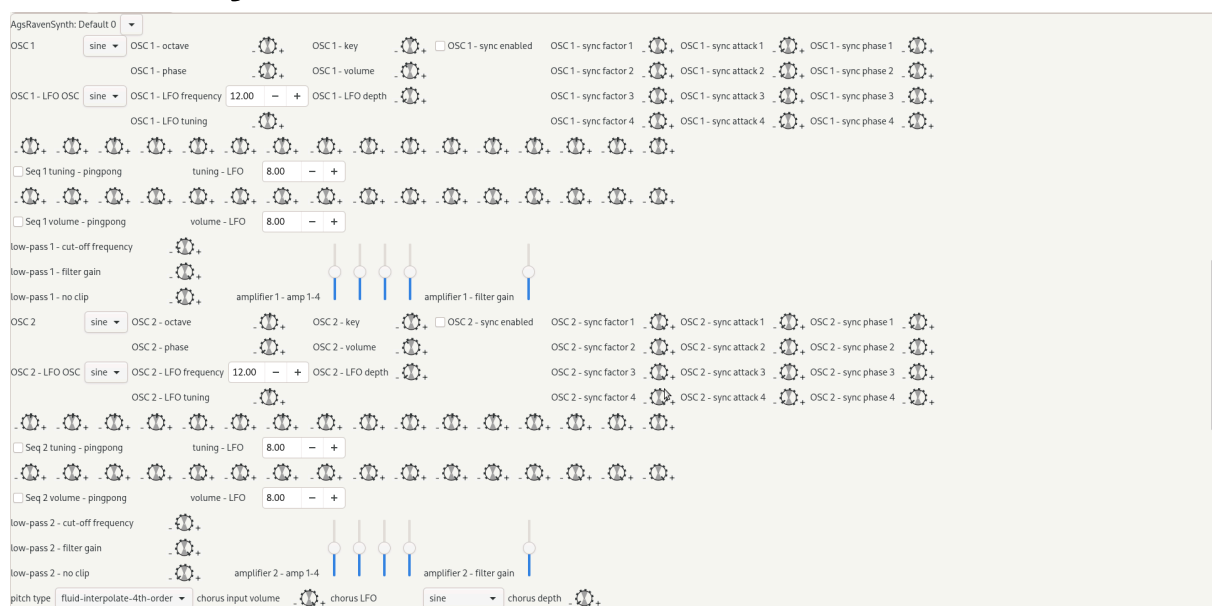 AgsRavenSynth: Default 0
OSC 1 sine OSC 1 - octave - + OSC 1 - key - + OSC 1 - sync enabled OSC 1 - sync factor 1 - + OSC 1 - sync attack 1 - + OSC 1 - sync phase 1 - +
OSC 1 - phase - + OSC 1 - volume - + OSC 1 - sync factor 2 - + OSC 1 - sync attack 2 - + OSC 1 - sync phase 2 - +
OSC 1 - LFO OSC sine OSC 1 - LFO frequency 12.00 - + OSC 1 - LFO depth - + OSC 1 - sync factor 3 - + OSC 1 - sync attack 3 - + OSC 1 - sync phase 3 - +
OSC 1 - LFO tuning - + OSC 1 - sync factor 4 - + OSC 1 - sync attack 4 - + OSC 1 - sync phase 4 - +
- + - + - + - + - + - + - + - + - + - + - + - + - + - + - + - +
Seq 1 tuning - pingpong tuning - LFO 8.00 - +
- + - + - + - + - + - + - + - + - + - + - + - + - + - + - + - +
Seq 1 volume - pingpong volume - LFO 8.00 - +
low-pass 1 - cut-off frequency - +
low-pass 1 - filter gain - +
low-pass 1 - no clip - + amplifier 1 - amp 1-4 amplifier 1 - filter gain
OSC 2 sine OSC 2 - octave - + OSC 2 - key - + OSC 2 - sync enabled OSC 2 - sync factor 1 - + OSC 2 - sync attack 1 - + OSC 2 - sync phase 1 - +
OSC 2 - phase - + OSC 2 - volume - + OSC 2 - sync factor 2 - + OSC 2 - sync attack 2 - + OSC 2 - sync phase 2 - +
OSC 2 - LFO OSC sine OSC 2 - LFO frequency 12.00 - + OSC 2 - LFO depth - + OSC 2 - sync factor 3 - + OSC 2 - sync attack 3 - + OSC 2 - sync phase 3 - +
OSC 2 - LFO tuning - + OSC 2 - sync factor 4 - + OSC 2 - sync attack 4 - + OSC 2 - sync phase 4 - +
- + - + - + - + - + - + - + - + - + - + - + - + - + - + - + - +
Seq 2 tuning - pingpong tuning - LFO 8.00 - +
- + - + - + - + - + - + - + - + - + - + - + - + - + - + - + - +
Seq 2 volume - pingpong volume - LFO 8.00 - +
low-pass 2 - cut-off frequency - +
low-pass 2 - filter gain - +
low-pass 2 - no clip - + amplifier 2 - amp 1-4 amplifier 2 - filter gain
pitch type fluid-interpolate-4th-order chorus input volume - + chorus LFO sine chorus depth - +